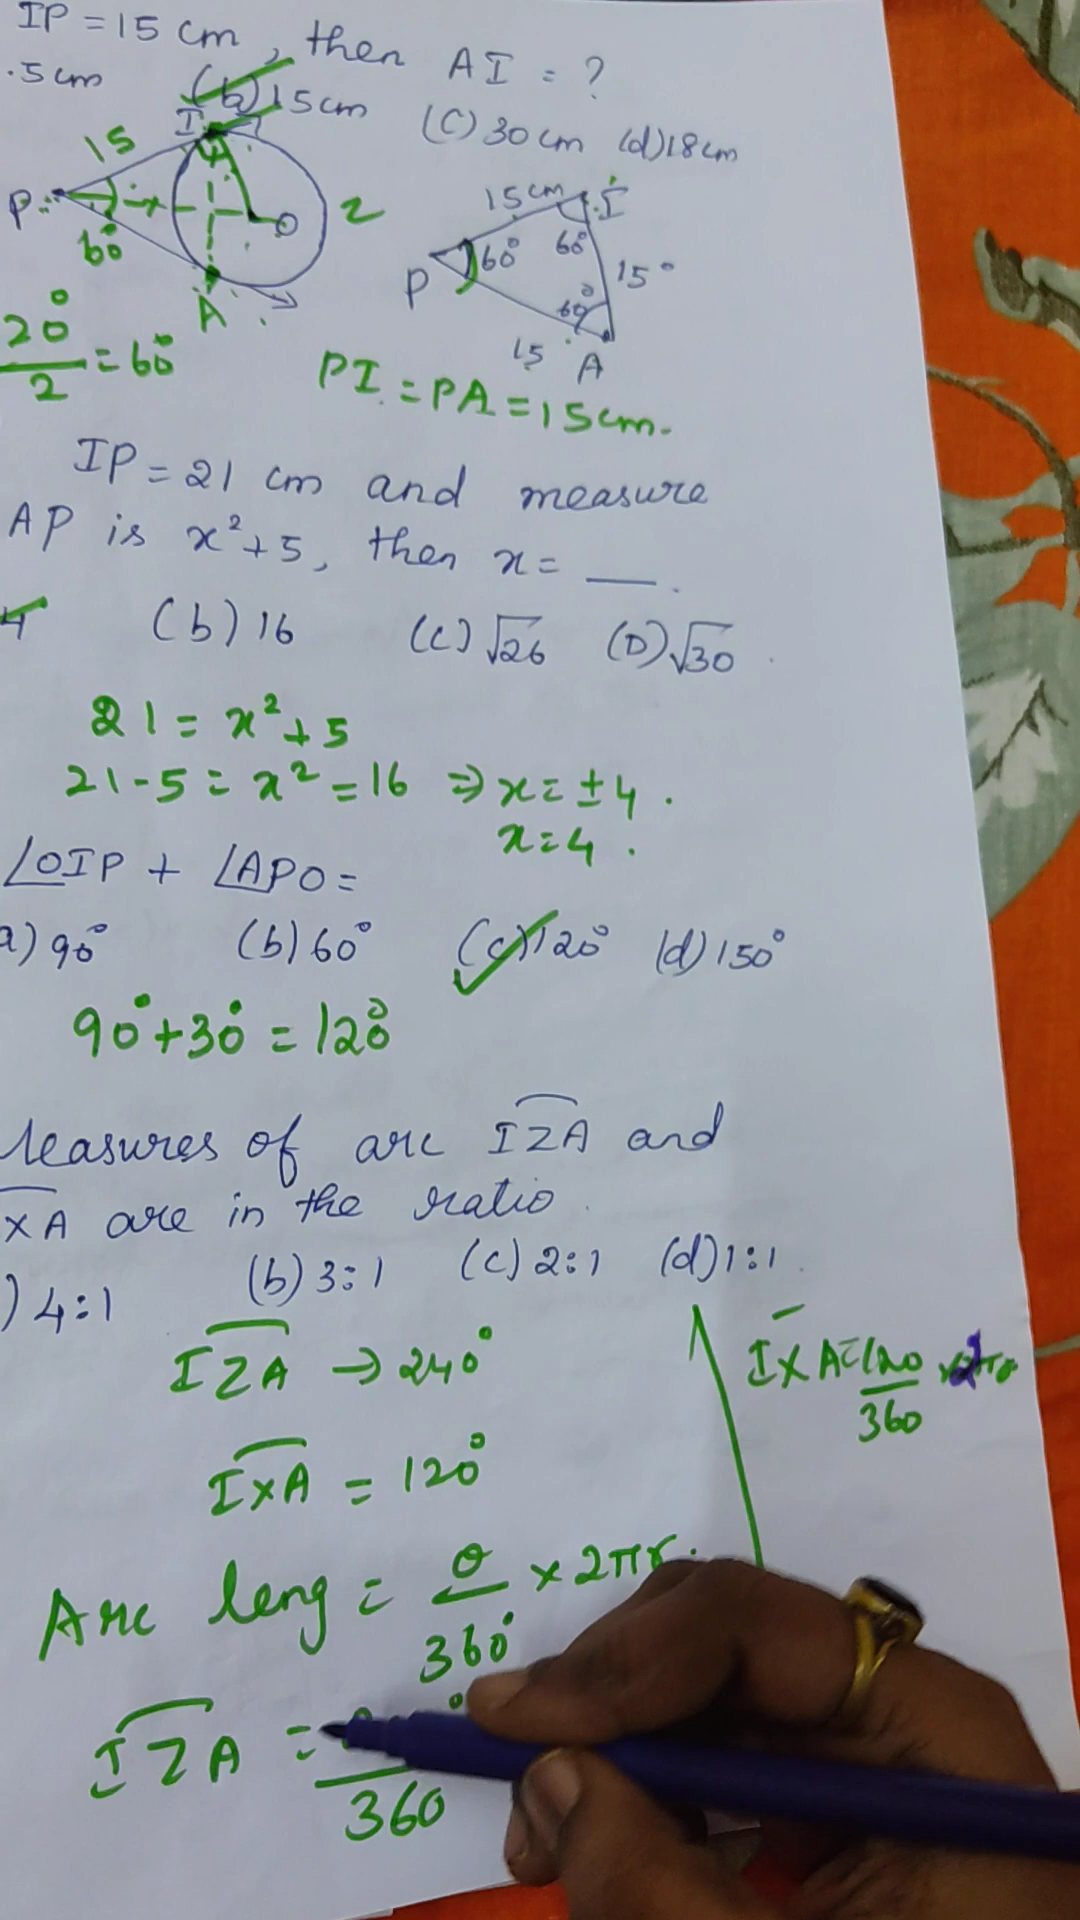 IP = 15 cm, then AI = ?
.5 cm (b) 15 cm (C) 30 cm (d) 18 cm
I
15
P
60°
x
O
Z
A
15 cm I
P 60° 60°
15°
60°
15 A
20°
2
= 60°
PI = PA = 15 cm.
IP = 21 cm and measure
AP is x² + 5, then x = __.
4 (b) 16 (C) √26 (D) √30
21 = x² + 5
21 - 5 = x² = 16 ⇒ x = ± 4.
x = 4.
∠OIP + ∠APO =
a) 90° (b) 60° (c) 120° (d) 150°
90° + 30° = 120°
leasures of arc IZA and
XA are in the ratio.
) 4:1 (b) 3:1 (c) 2:1 (d) 1:1.
IZA → 240°
IXA = 120
360
IXA = 120°
Arc leng = θ/360° × 2πr.
IZA =
360